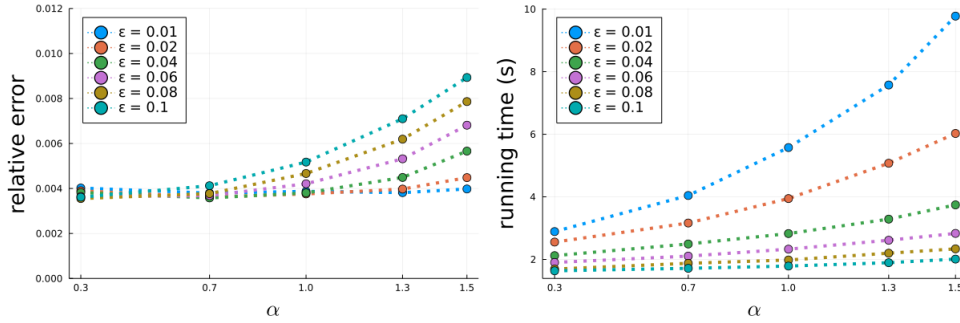 relative error
0.012
0.010
0.008
0.006
0.004
0.002
0.000
ε = 0.01
ε = 0.02
ε = 0.04
ε = 0.06
ε = 0.08
ε = 0.1
0.3
0.7
1.0
1.3
1.5
α
running time (s)
10
8
6
4
2
ε = 0.01
ε = 0.02
ε = 0.04
ε = 0.06
ε = 0.08
ε = 0.1
0.3
0.7
1.0
1.3
1.5
α